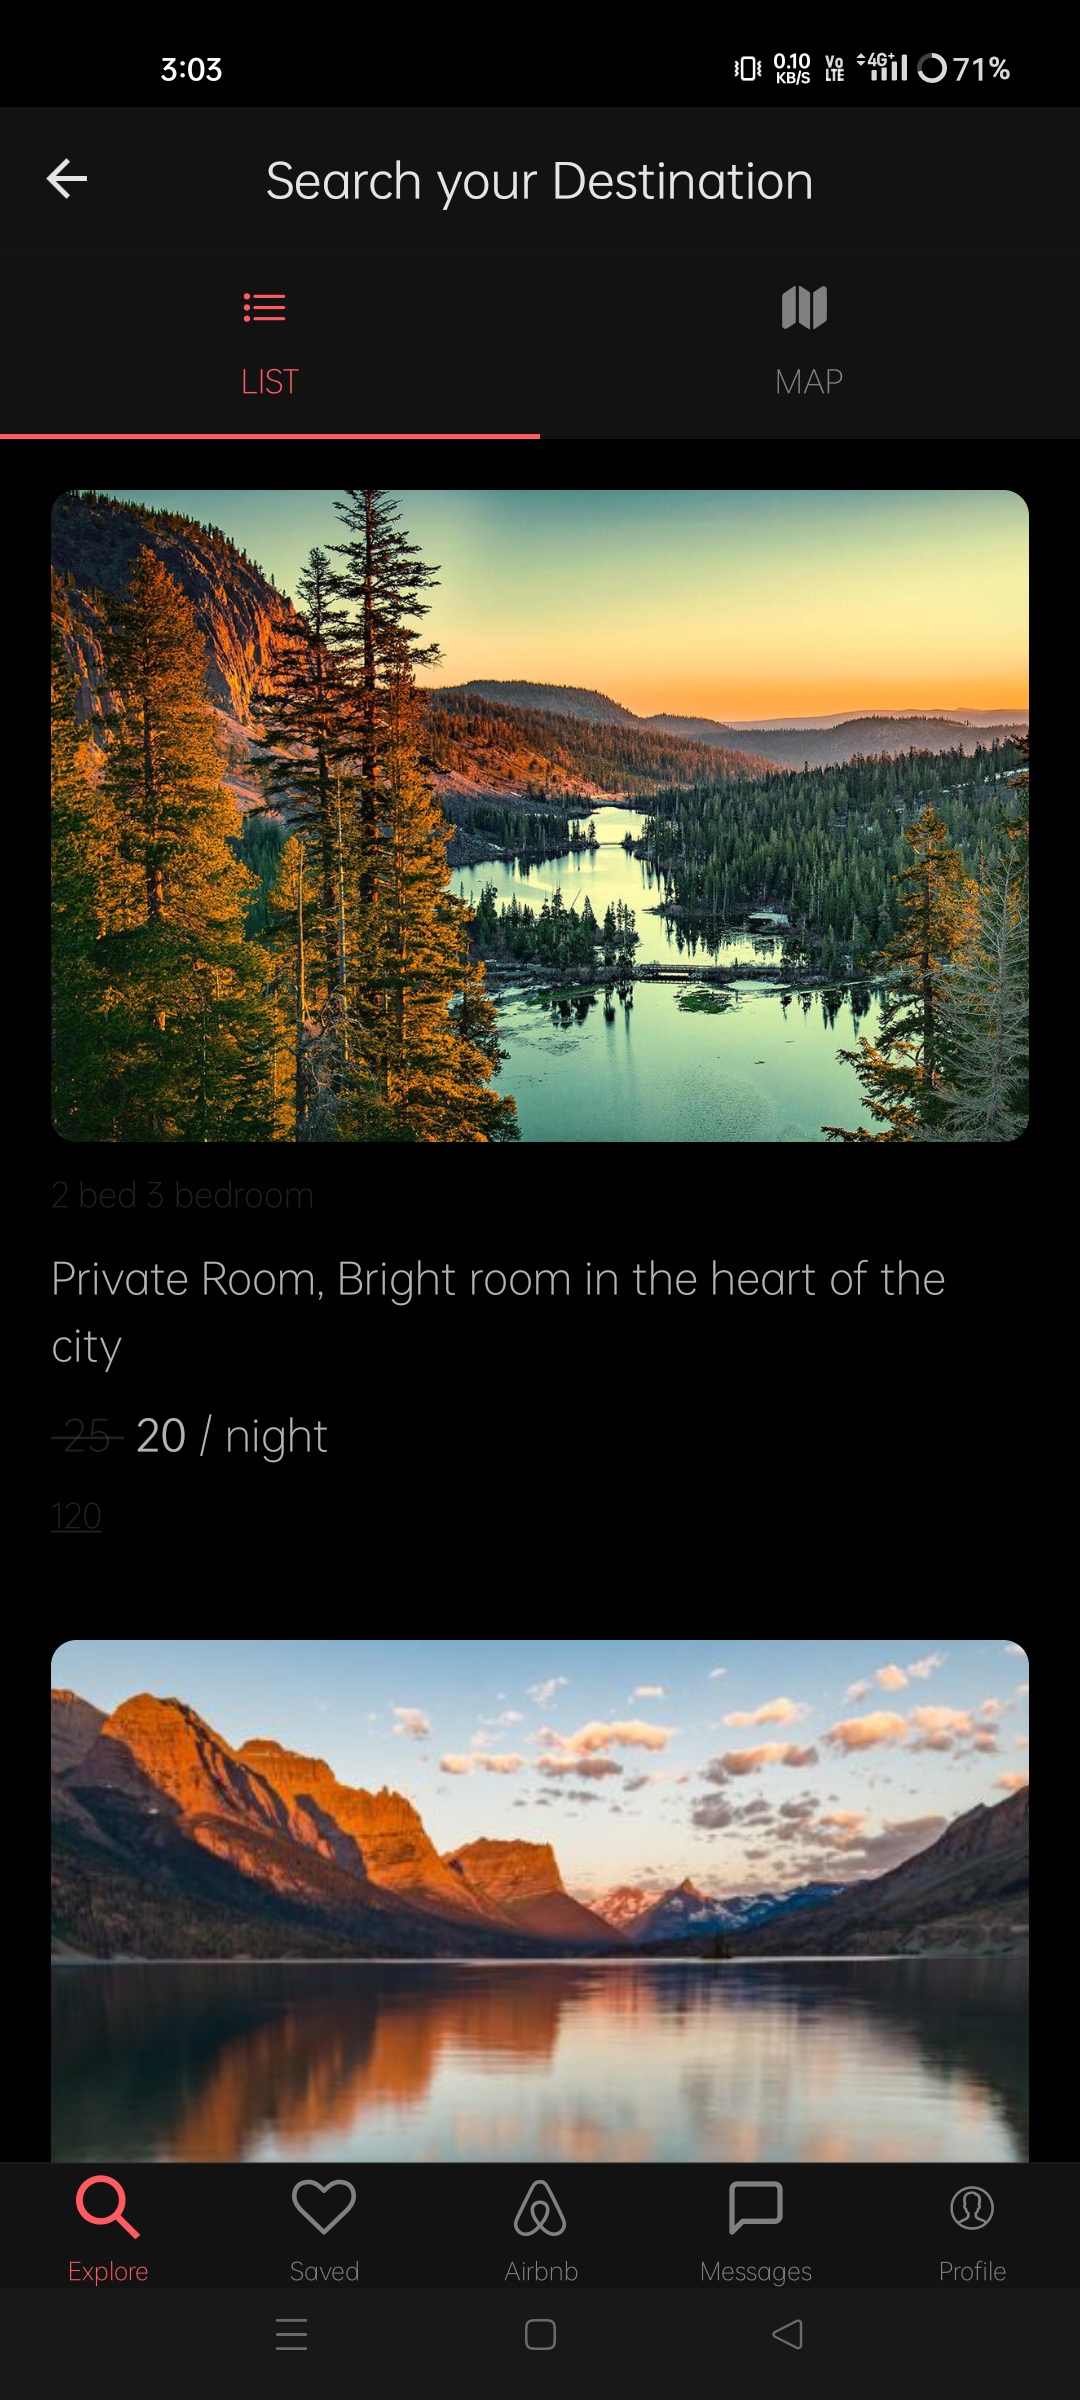 3:03
0.10 KB/S Vo LTE 4G+ 71%
Search your Destination
LIST
MAP
2 bed 3 bedroom
Private Room, Bright room in the heart of the
city
25 20 / night
120
Explore
Saved
Airbnb
Messages
Profile